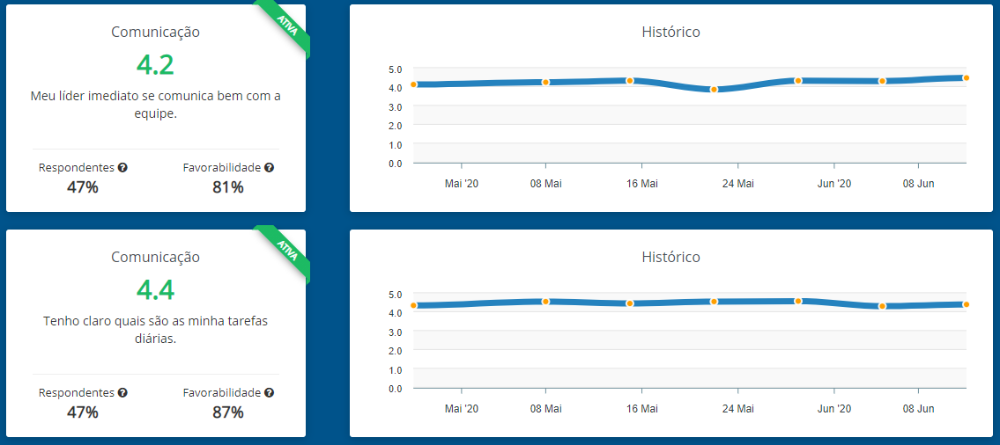 Comunicação
ATIVA
4.2
Meu líder imediato se comunica bem com a
equipe.
Respondentes
Favorabilidade
47%
81%
Histórico
5.0
4.0
3.0
2.0
1.0
0.0
Mai '20
08 Mai
16 Mai
24 Mai
Jun '20
08 Jun
Comunicação
ATIVA
4.4
Tenho claro quais são as minha tarefas
diárias.
Respondentes
Favorabilidade
47%
87%
Histórico
5.0
4.0
3.0
2.0
1.0
0.0
Mai '20
08 Mai
16 Mai
24 Mai
Jun '20
08 Jun